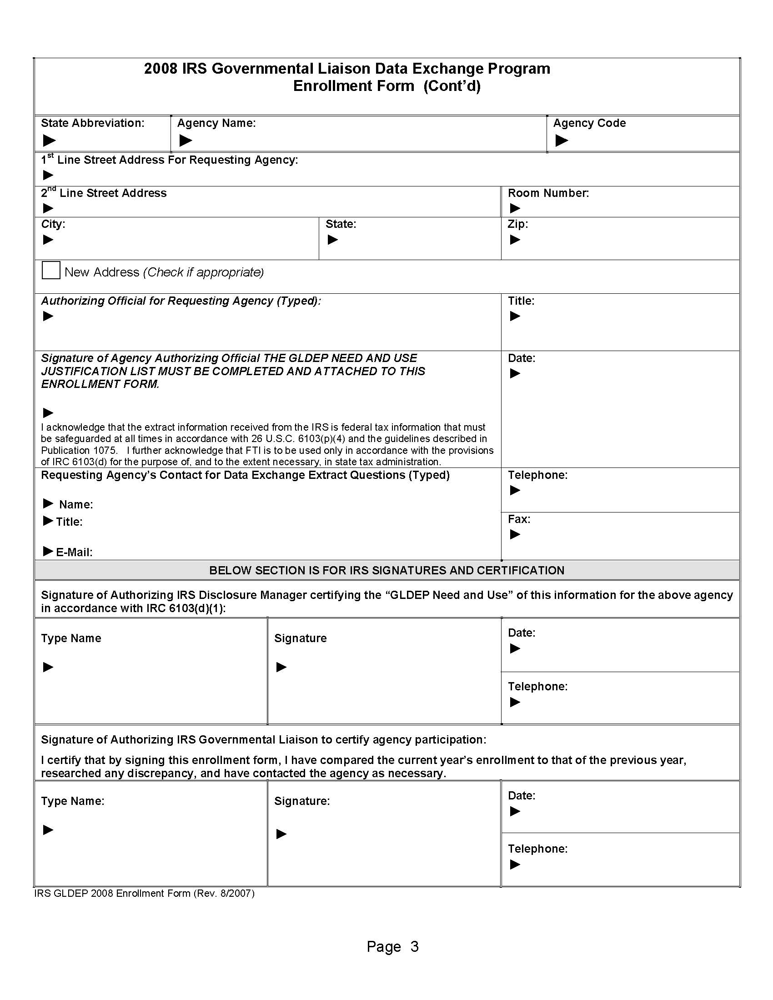 2008 IRS Governmental Liaison Data Exchange Program
Enrollment Form (Cont’d)
State Abbreviation: Agency Name: Agency Code
► ► ►
1st Line Street Address For Requesting Agency:
►
2nd Line Street Address Room Number:
► ►
City: State: Zip:
► ► ►
New Address (Check if appropriate)
Authorizing Official for Requesting Agency (Typed): Title:
► ►
Signature of Agency Authorizing Official THE GLDEP NEED AND USE Date:
JUSTIFICATION LIST MUST BE COMPLETED AND ATTACHED TO THIS ►
ENROLLMENT FORM.
►
I acknowledge that the extract information received from the IRS is federal tax information that must
be safeguarded at all times in accordance with 26 U.S.C. 6103(p)(4) and the guidelines described in
Publication 1075. I further acknowledge that FTI is to be used only in accordance with the provisions
of IRC 6103(d) for the purpose of, and to the extent necessary, in state tax administration.
Requesting Agency’s Contact for Data Exchange Extract Questions (Typed) Telephone:
►
► Name:
► Title: Fax:
►
► E-Mail:
BELOW SECTION IS FOR IRS SIGNATURES AND CERTIFICATION
Signature of Authorizing IRS Disclosure Manager certifying the “GLDEP Need and Use” of this information for the above agency
in accordance with IRC 6103(d)(1):
Type Name Signature Date:
►
► ►
Telephone:
►
Signature of Authorizing IRS Governmental Liaison to certify agency participation:
I certify that by signing this enrollment form, I have compared the current year’s enrollment to that of the previous year,
researched any discrepancy, and have contacted the agency as necessary.
Type Name: Signature: Date:
►
► ►
Telephone:
►
IRS GLDEP 2008 Enrollment Form (Rev. 8/2007)
Page 3